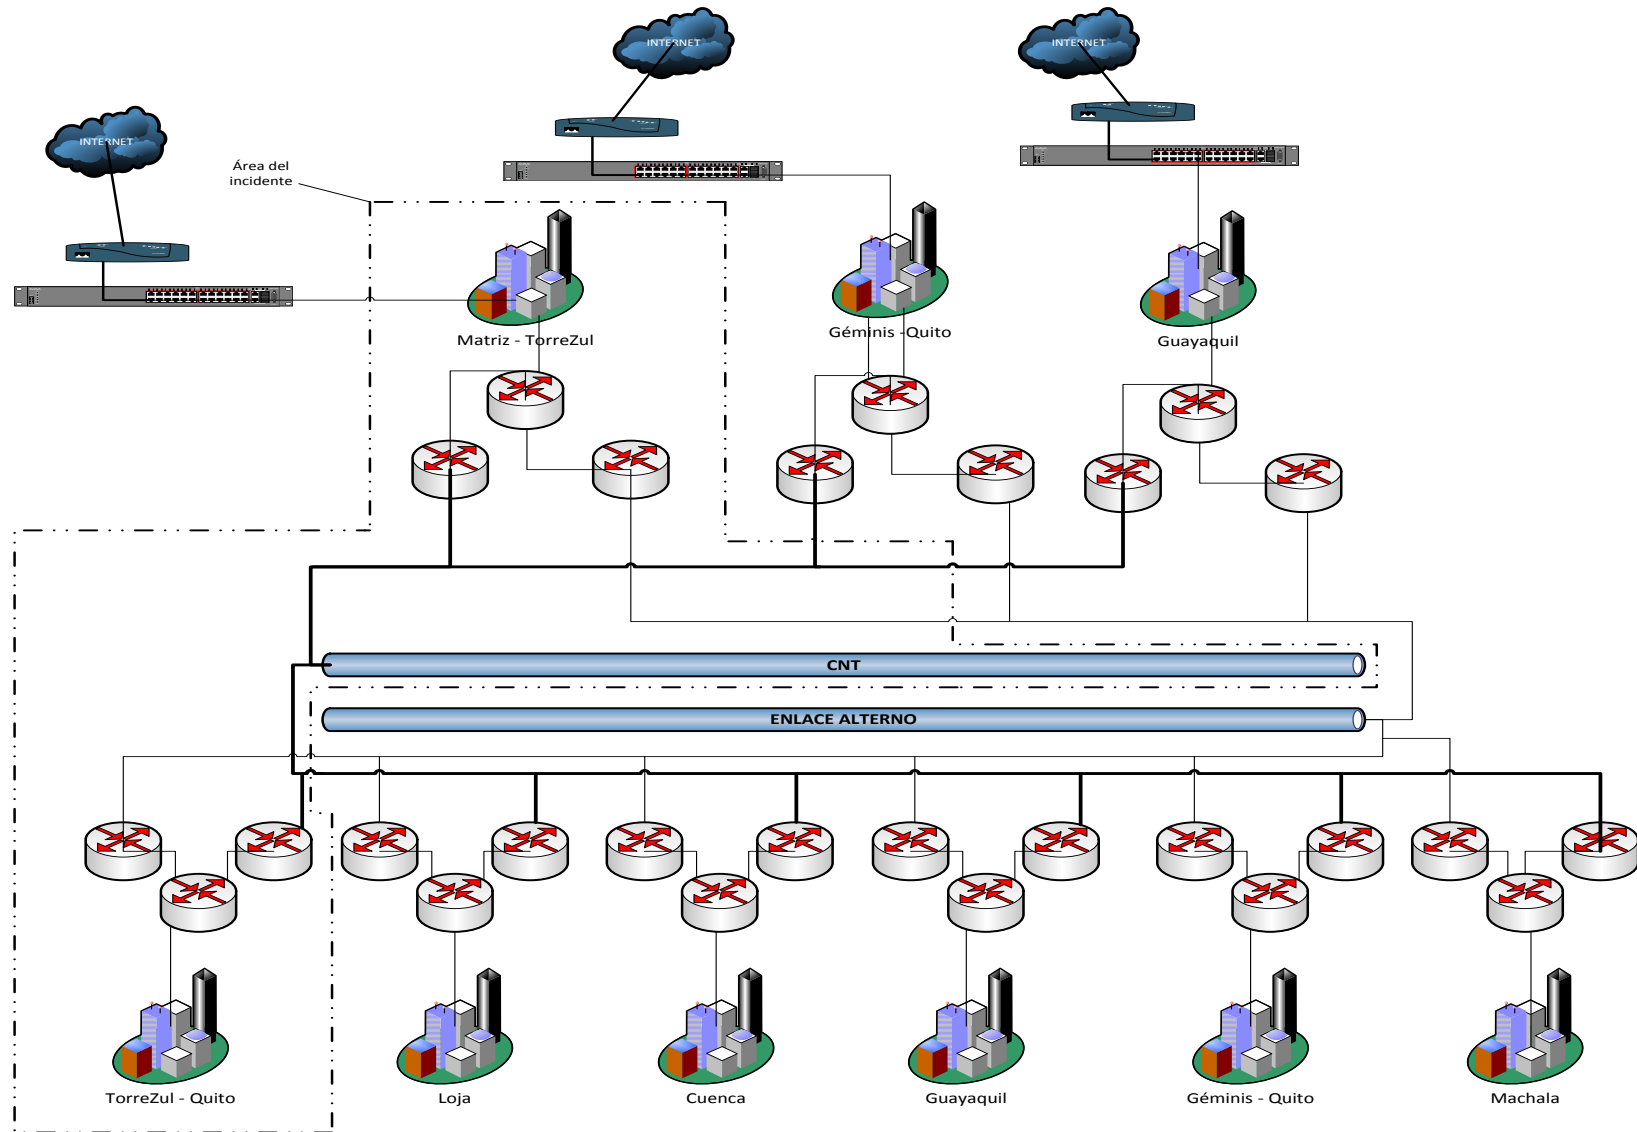 INTERNET
INTERNET
INTERNET
Área del
incidente
Matriz - TorreZul
Géminis -Quito
Guayaquil
CNT
ENLACE ALTERNO
TorreZul - Quito
Loja
Cuenca
Guayaquil
Géminis - Quito
Machala